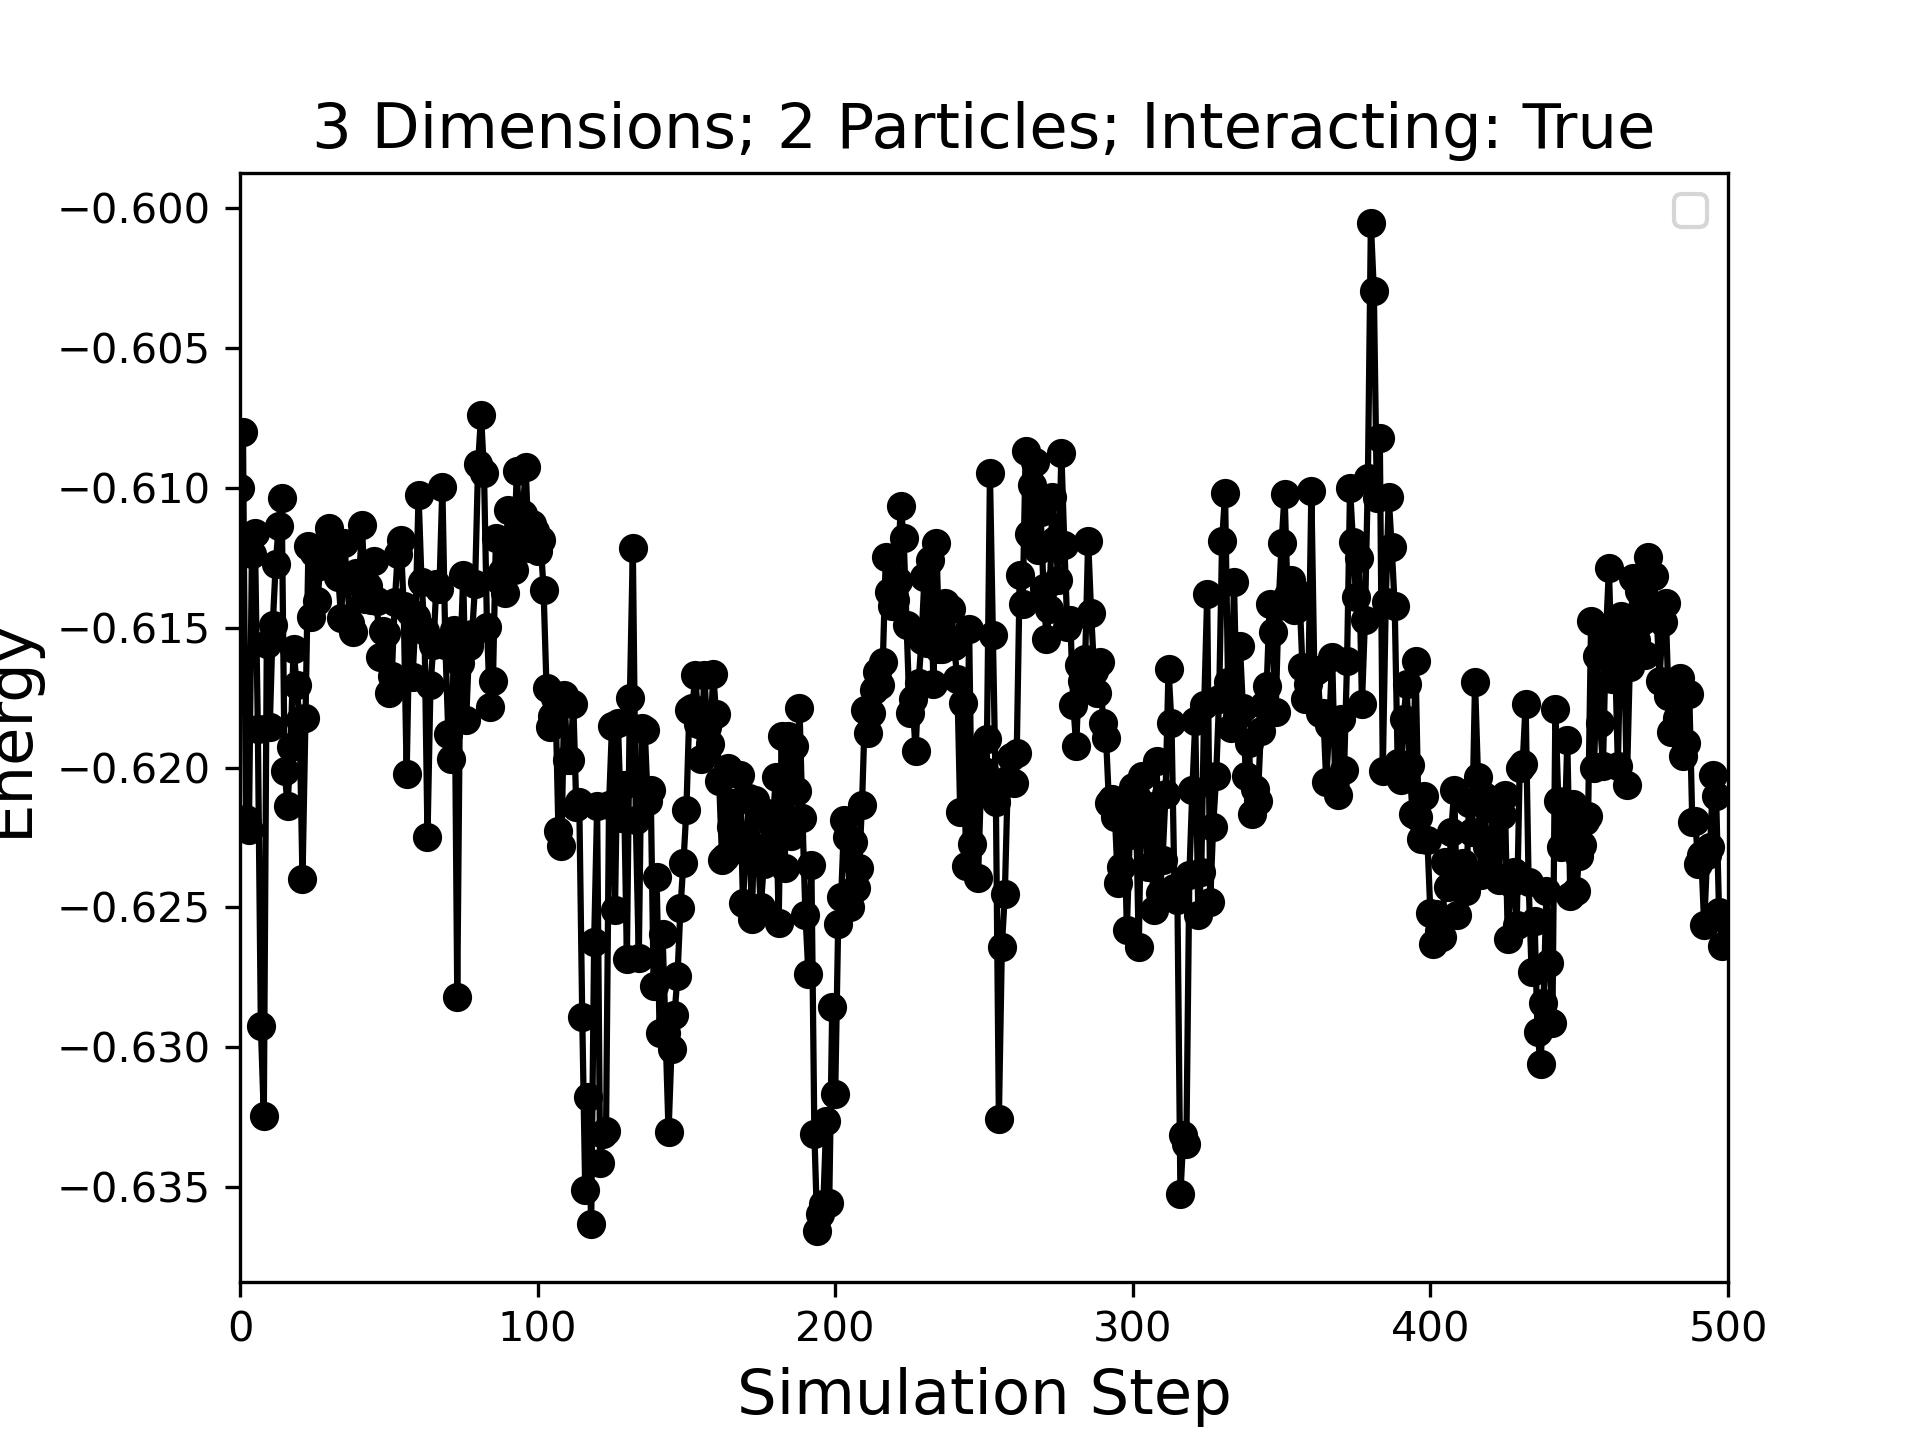 3 Dimensions; 2 Particles; Interacting: True
−0.600
−0.605
−0.610
−0.615
−0.620
−0.625
−0.630
−0.635
Energy
0 100 200 300 400 500
Simulation Step